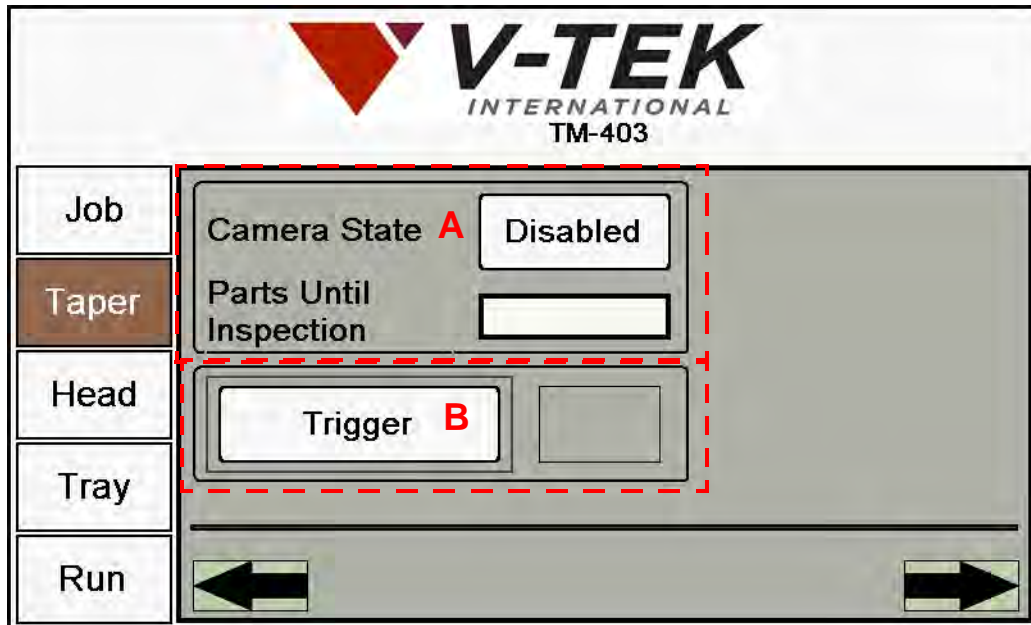 V-TEK
INTERNATIONAL
TM-403
Job
Taper
Head
Tray
Run
Camera State A Disabled
Parts Until
Inspection
Trigger B